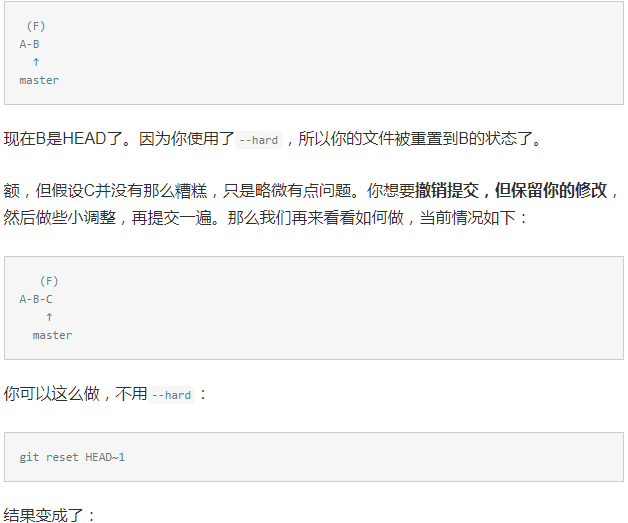 (F)
A-B
↑
master
现在B是HEAD了。因为你使用了 --hard ，所以你的文件被重置到B的状态了。
额，但假设C并没有那么糟糕，只是略微有点问题。你想要撤销提交，但保留你的修改，
然后做些小调整，再提交一遍。那么我们再来看看如何做，当前情况如下：
(F)
A-B-C
↑
master
你可以这么做，不用 --hard ：
git reset HEAD~1
结果变成了：